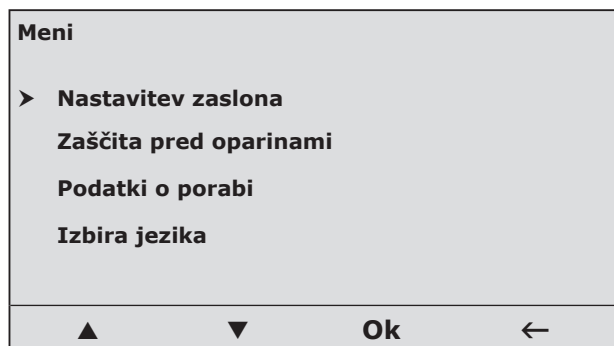 Meni
➤ Nastavitev zaslona
Zaščita pred oparinami
Podatki o porabi
Izbira jezika
▲ ▼ Ok ←